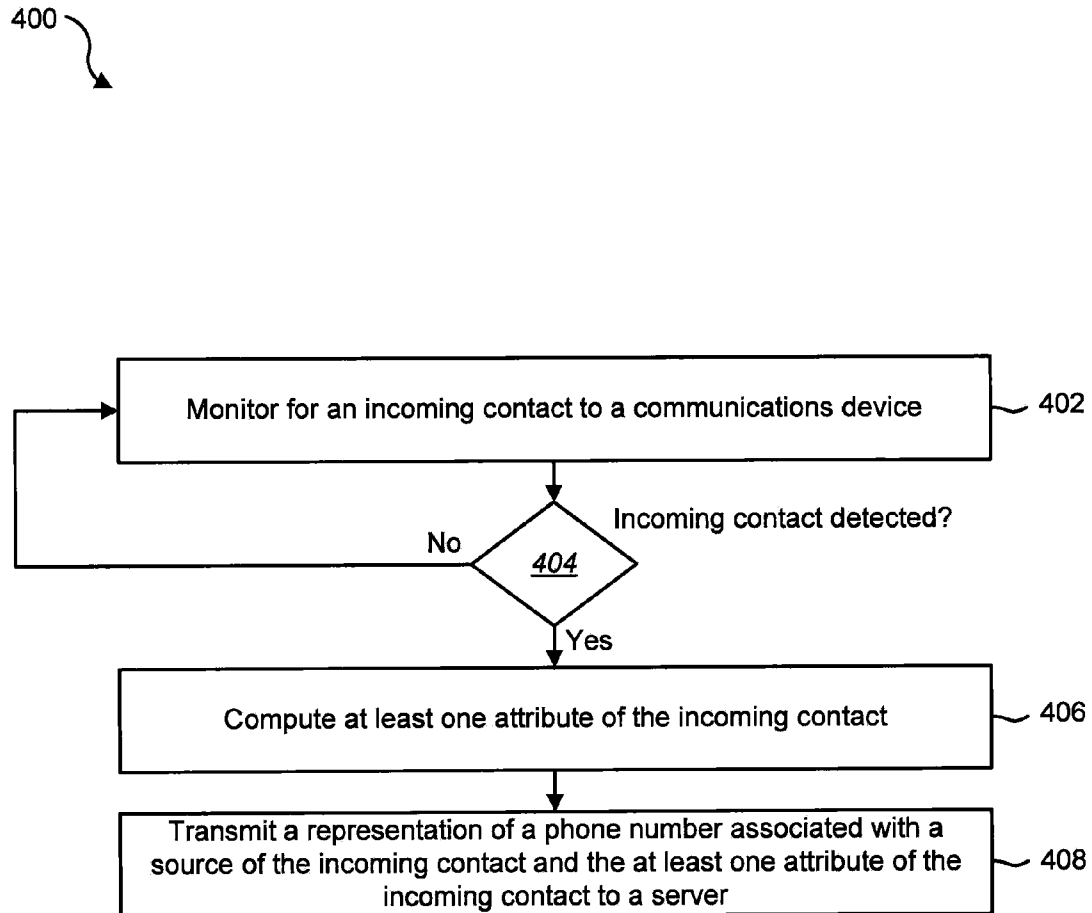 400
Monitor for an incoming contact to a communications device
402
Incoming contact detected?
No
404
Yes
Compute at least one attribute of the incoming contact
406
Transmit a representation of a phone number associated with a
source of the incoming contact and the at least one attribute of the
incoming contact to a server
408